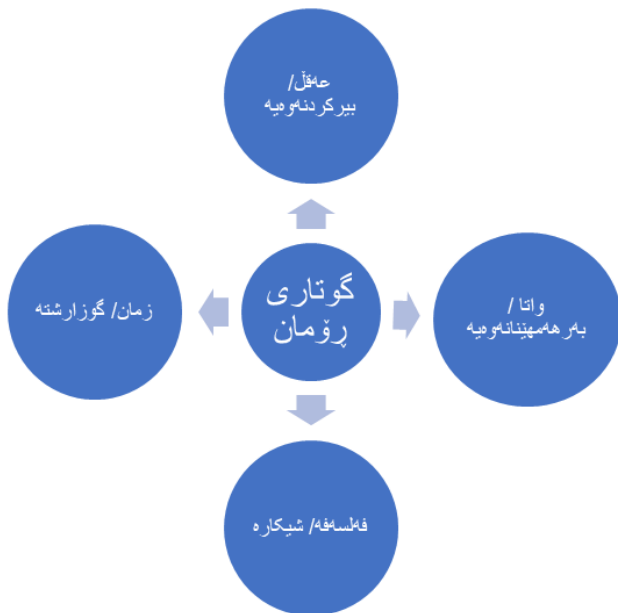 عەقڵ/
بیرکردنەوەیە
گوتاری
ڕۆمان
واتا /
بەرهەمهێنانەوەیە
زمان/ گوزارشتە
فەلسەفە/ شیکارە